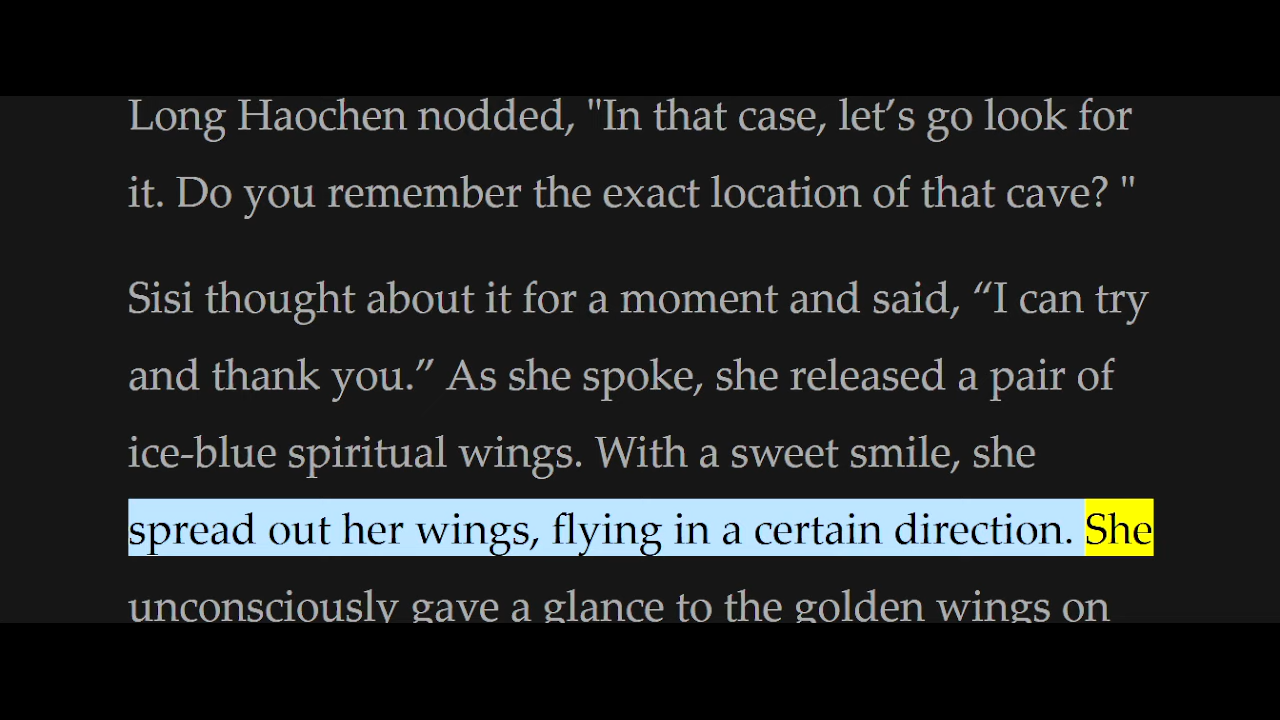 Long Haochen nodded, "In that case, let’s go look for
it. Do you remember the exact location of that cave? "
Sisi thought about it for a moment and said, “I can try
and thank you.” As she spoke, she released a pair of
ice-blue spiritual wings. With a sweet smile, she
spread out her wings, flying in a certain direction. She
unconsciously gave a glance to the golden wings on